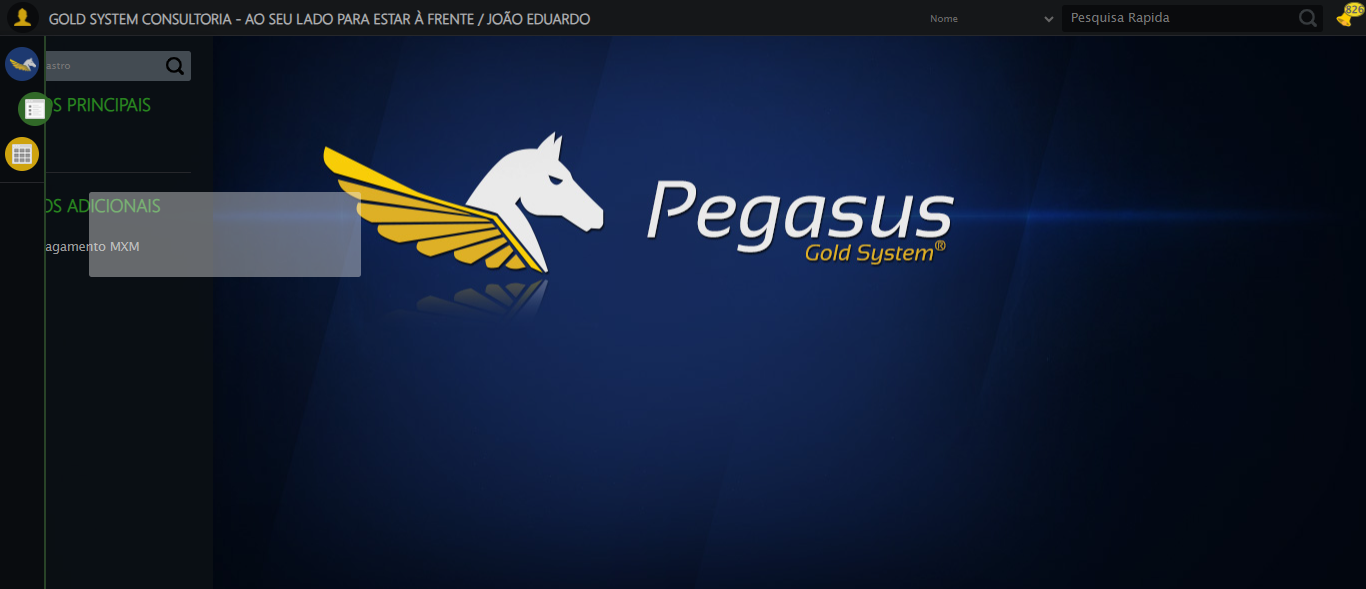 GOLD SYSTEM CONSULTORIA - AO SEU LADO PARA ESTAR À FRENTE / JOÃO EDUARDO
Nome
Pesquisa Rapida
826
astro
OS PRINCIPAIS
OS ADICIONAIS
agamento MXM
Pegasus
Gold System®